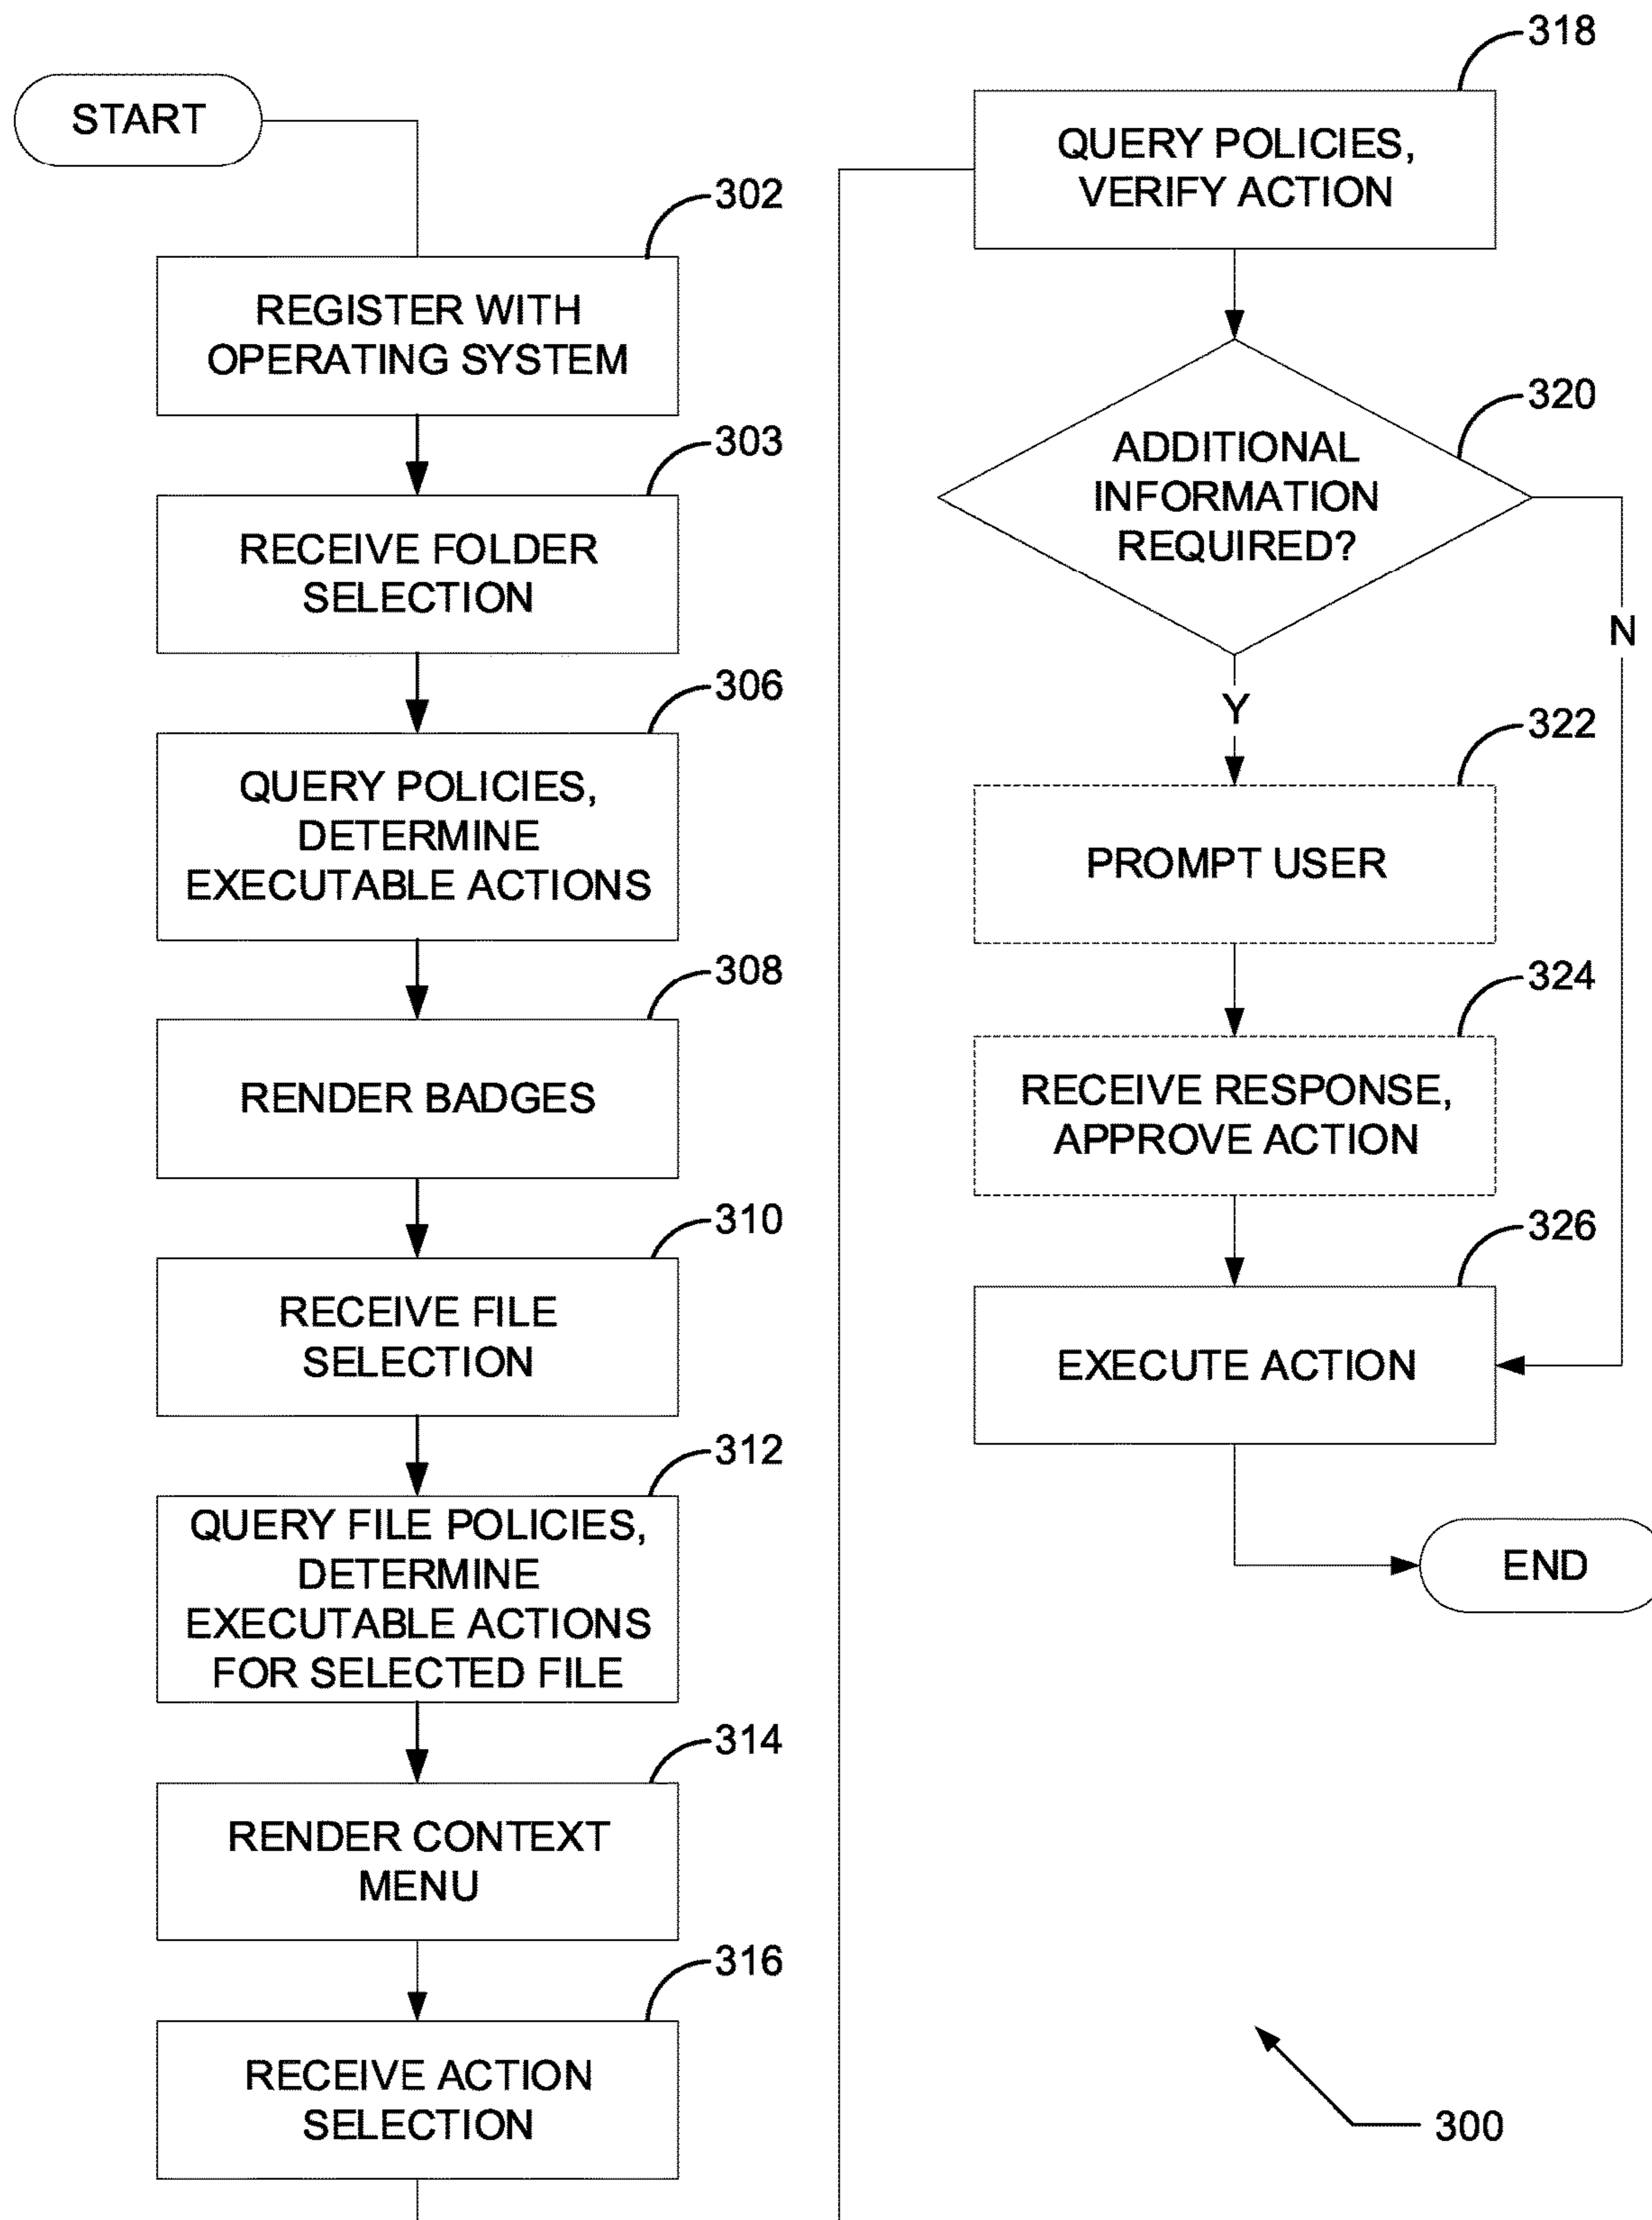 START
302
REGISTER WITH
OPERATING SYSTEM
303
RECEIVE FOLDER
SELECTION
306
QUERY POLICIES,
DETERMINE
EXECUTABLE ACTIONS
308
RENDER BADGES
310
RECEIVE FILE
SELECTION
312
QUERY FILE POLICIES,
DETERMINE
EXECUTABLE ACTIONS
FOR SELECTED FILE
314
RENDER CONTEXT
MENU
316
RECEIVE ACTION
SELECTION
318
QUERY POLICIES,
VERIFY ACTION
320
ADDITIONAL
INFORMATION
REQUIRED?
N
Y
322
PROMPT USER
324
RECEIVE RESPONSE,
APPROVE ACTION
326
EXECUTE ACTION
END
300